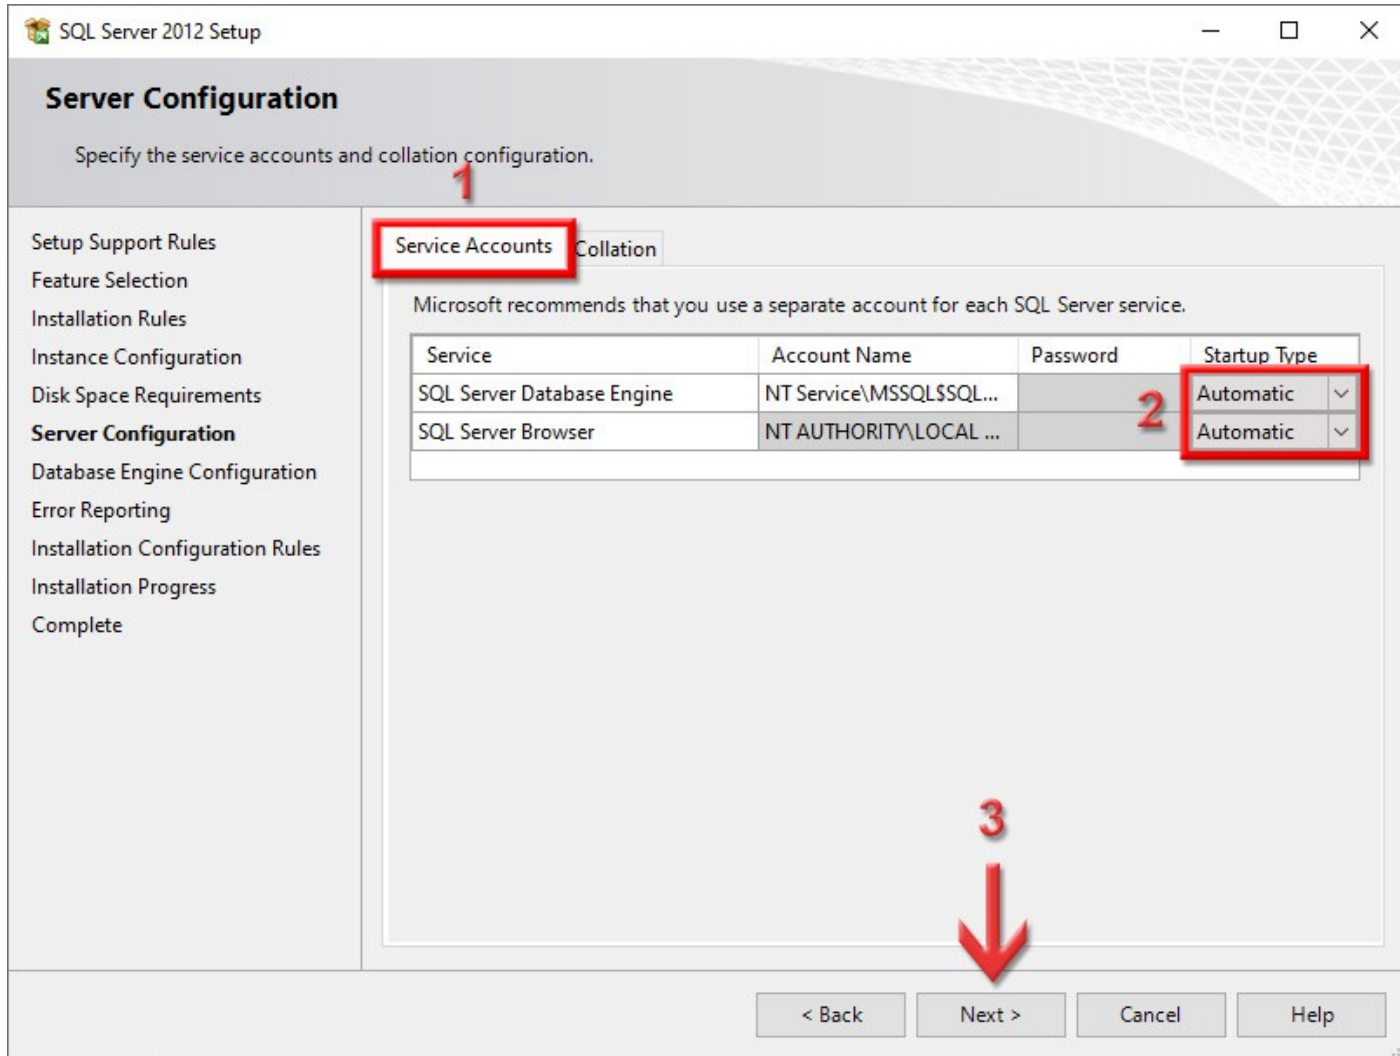 SQL Server 2012 Setup
Server Configuration
Specify the service accounts and collation configuration.
1
Setup Support Rules
Feature Selection
Installation Rules
Instance Configuration
Disk Space Requirements
Server Configuration
Database Engine Configuration
Error Reporting
Installation Configuration Rules
Installation Progress
Complete
Service Accounts Collation
Microsoft recommends that you use a separate account for each SQL Server service.
Service Account Name Password Startup Type
SQL Server Database Engine NT Service\MSSQL$SQL... Automatic
2
SQL Server Browser NT AUTHORITY\LOCAL ... Automatic
3
< Back Next > Cancel Help